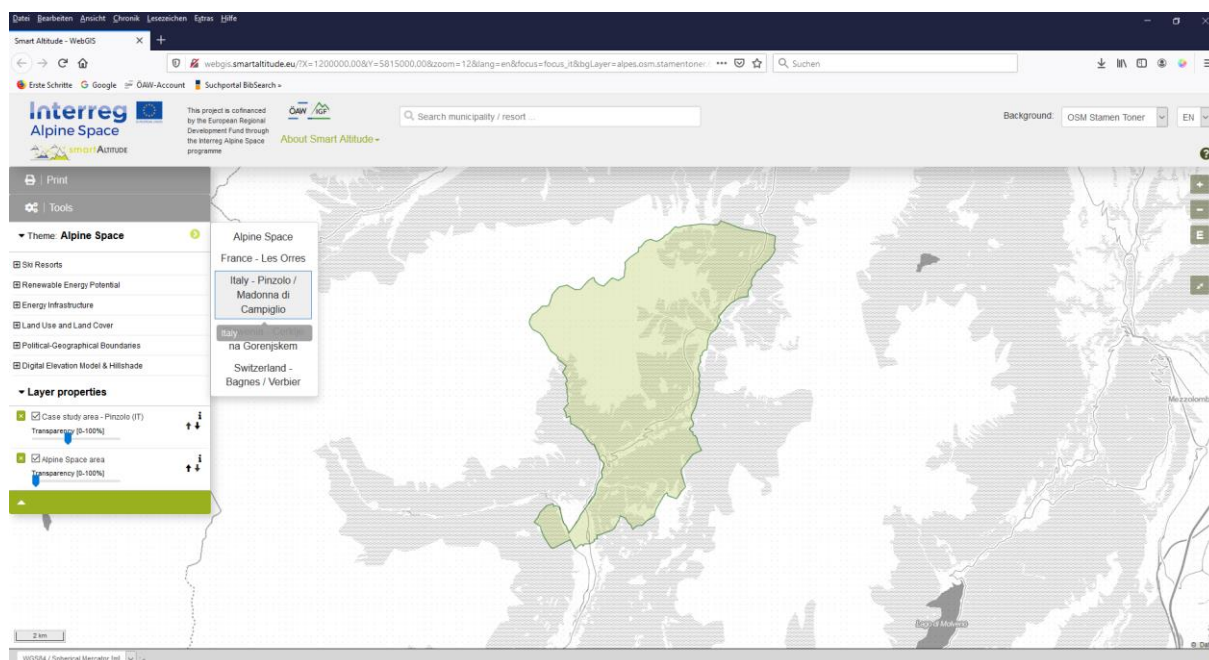 Datei Bearbeiten Ansicht Chronik Lesezeichen Extras Hilfe
Smart Altitude - WebGIS
webgis.smartaltitude.eu/?X=1200000.00&Y=5815000.00&zoom=12&lang=en&focus=focus_it&bgLayer=alpes.osm.stamentoner
Suchen
Erste Schritte Google ÖAW-Account Suchportal BibSearch »
Interreg
Alpine Space
smartALTITUDE
This project is cofinanced
by the European Regional
Development Fund through
the Interreg Alpine Space
programme
ÖAW IGF
About Smart Altitude
Search municipality / resort ...
Background: OSM Stamen Toner EN
Print
Tools
Theme: Alpine Space
Ski Resorts
Renewable Energy Potential
Energy Infrastructure
Land Use and Land Cover
Political-Geographical Boundaries
Digital Elevation Model & Hillshade
Layer properties
Case study area - Pinzolo (IT)
Transparency [0-100%]
Alpine Space area
Transparency [0-100%]
Alpine Space
France - Les Orres
Italy - Pinzolo /
Madonna di
Campiglio
Italy
na Gorenjskem
Switzerland -
Bagnes / Verbier
E
Lago di Molveno
2 km
WGS84 / Spherical Mercator